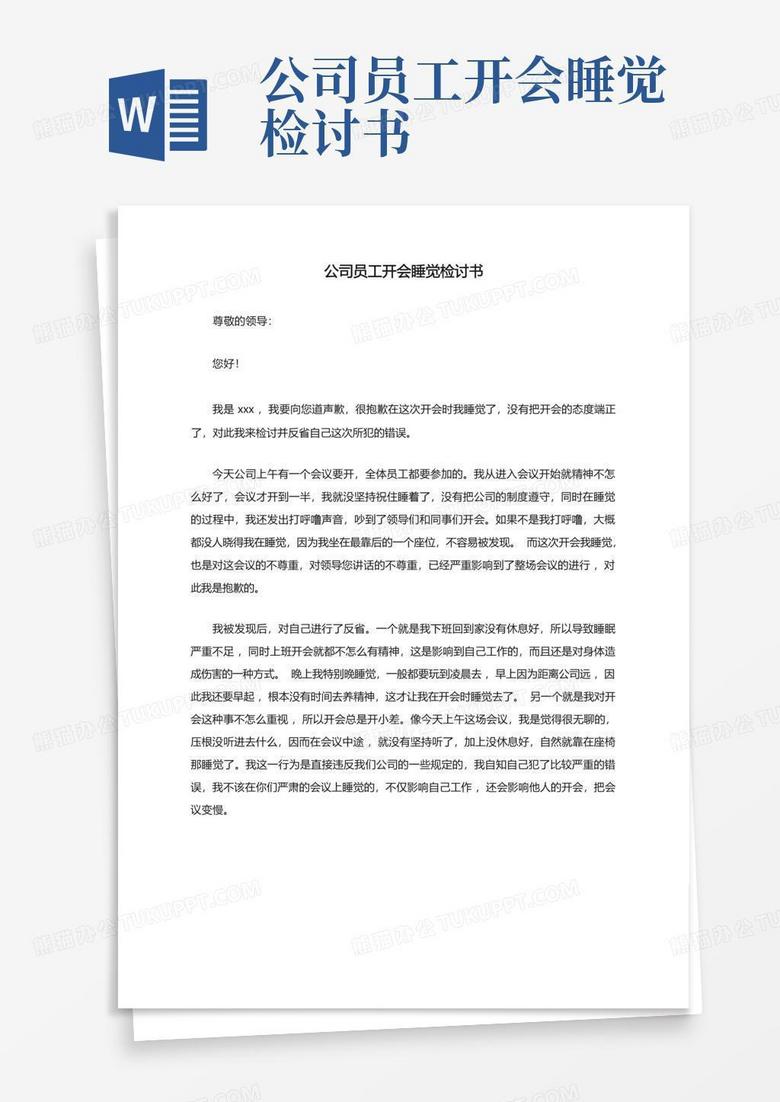 W
公司员工开会睡觉
检讨书
公司员工开会睡觉检讨书
尊敬的领导：
您好！
我是 xxx ，我要向您道声歉，很抱歉在这次开会时我睡觉了，没有把开会的态度端正
了，对此我来检讨并反省自己这次所犯的错误。
今天公司上午有一个会议要开，全体员工都要参加的。我从进入会议开始就精神不怎
么好了，会议才开到一半，我就没坚持祝住睡着了，没有把公司的制度遵守，同时在睡觉
的过程中，我还发出打呼噜声音，吵到了领导们和同事们开会。如果不是我打呼噜，大概
都没人晓得我在睡觉，因为我坐在最靠后的一个座位，不容易被发现。 而这次开会我睡觉，
也是对这会议的不尊重，对领导您讲话的不尊重，已经严重影响到了整场会议的进行 ，对
此我是抱歉的。
我被发现后，对自己进行了反省。一个就是我下班回到家没有休息好，所以导致睡眠
严重不足 ，同时上班开会就都不怎么有精神，这是影响到自己工作的，而且还是对身体造
成伤害的一种方式。 晚上我特别晚睡觉，一般都要玩到凌晨去 ，早上因为距离公司远 ，因
此我还要早起 ，根本没有时间去养精神，这才让我在开会时睡觉去了。 另一个就是我对开
会这种事不怎么重视 ，所以开会总是开小差。像今天上午这场会议，我是觉得很无聊的，
压根没听进去什么，因而在会议中途 ，就没有坚持听了，加上没休息好，自然就靠在座椅
那睡觉了。我这一行为是直接违反我们公司的一些规定的，我自知自己犯了比较严重的错
误，我不该在你们严肃的会议上睡觉的，不仅影响自己工作 ，还会影响他人的开会，把会
议变慢。
熊猫办公 TUKUPPT.COM